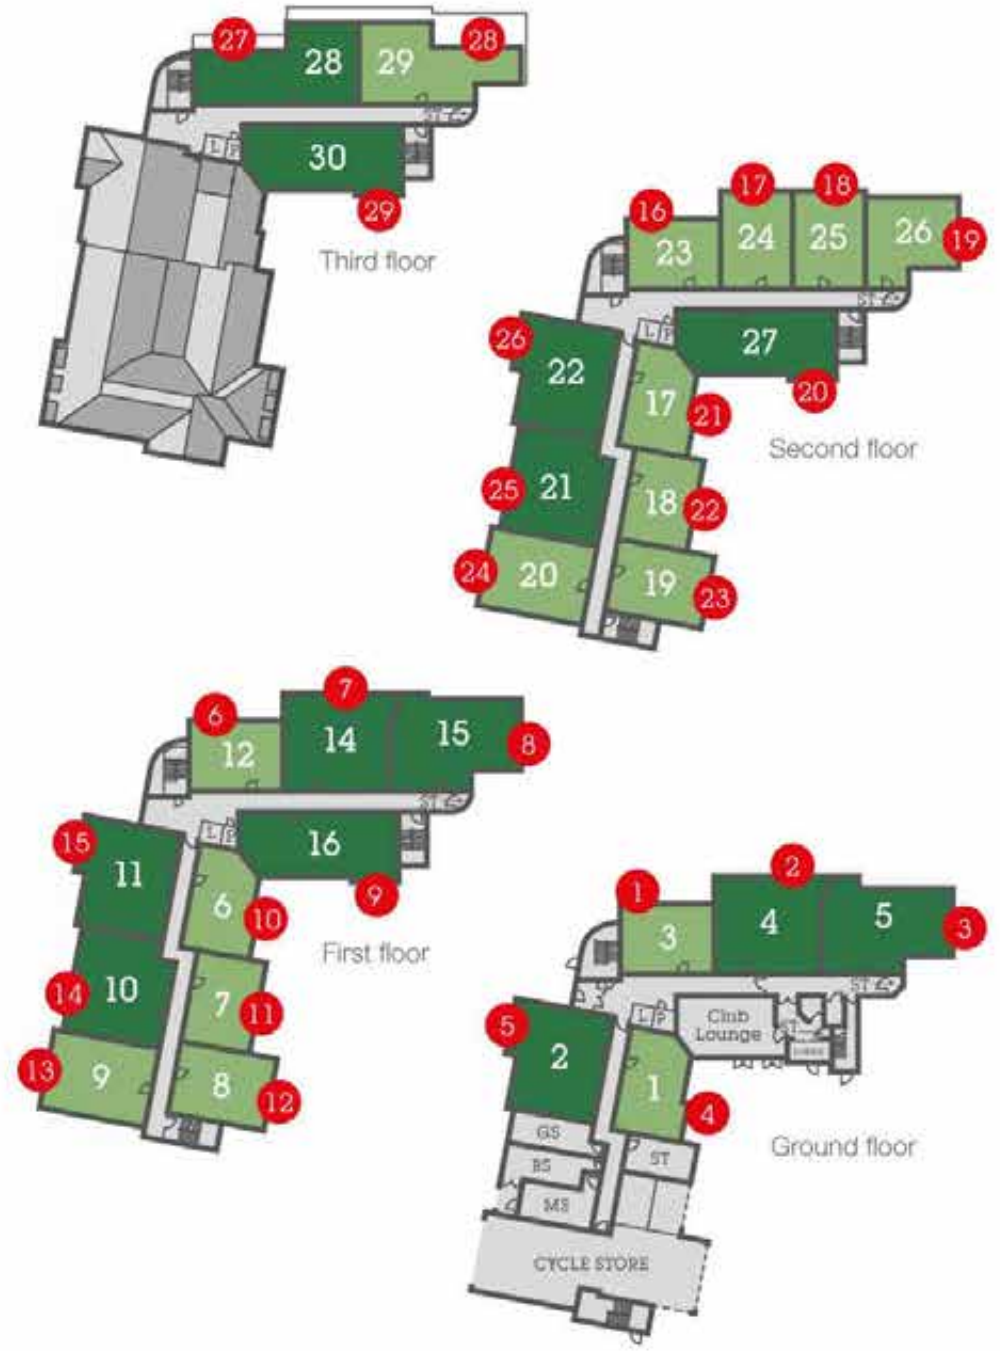 27
28
28
29
ST
L P
30
29
Third floor
16
17
18
23
24
25
26
19
ST
L P
26
22
27
20
17
21
Second floor
25
21
18
22
24
20
19
23
6
7
12
14
15
8
ST
L P
15
11
16
9
6
10
First floor
14
10
7
11
13
9
8
12
1
2
3
4
5
3
ST
L P
Club
Lounge
ST
5
2
1
4
Ground floor
GS
ST
BS
MS
CYCLE STORE